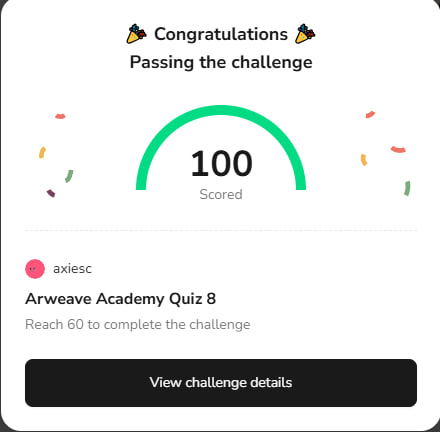 🎉 Congratulations 🎉
Passing the challenge
100
Scored
axiesc
Arweave Academy Quiz 8
Reach 60 to complete the challenge
View challenge details